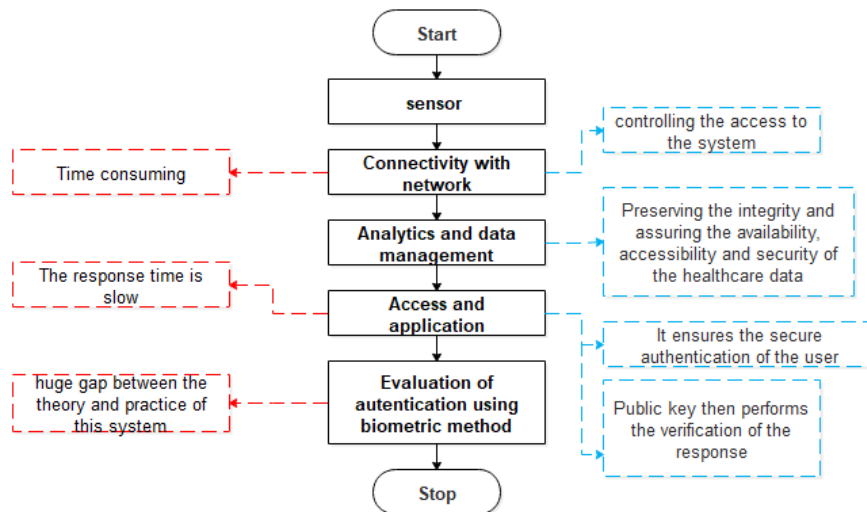 Start
sensor
controlling the access to
the system
Time consuming
Connectivity with
network
Preserving the integrity and
assuring the availability,
accessibility and security of
the healthcare data
Analytics and data
management
The response time is
slow
Access and
application
It ensures the secure
authentication of the user
huge gap between the
theory and practice of
this system
Evaluation of
autentication using
biometric method
Public key then performs
the verification of the
response
Stop